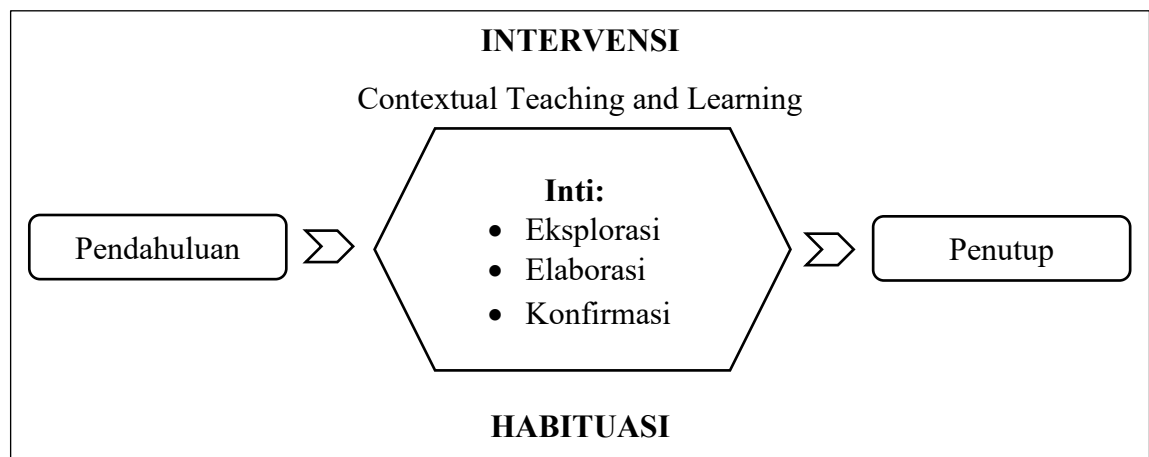 INTERVENSI
Contextual Teaching and Learning
Pendahuluan
Inti:
• Eksplorasi
• Elaborasi
• Konfirmasi
Penutup
HABITUASI